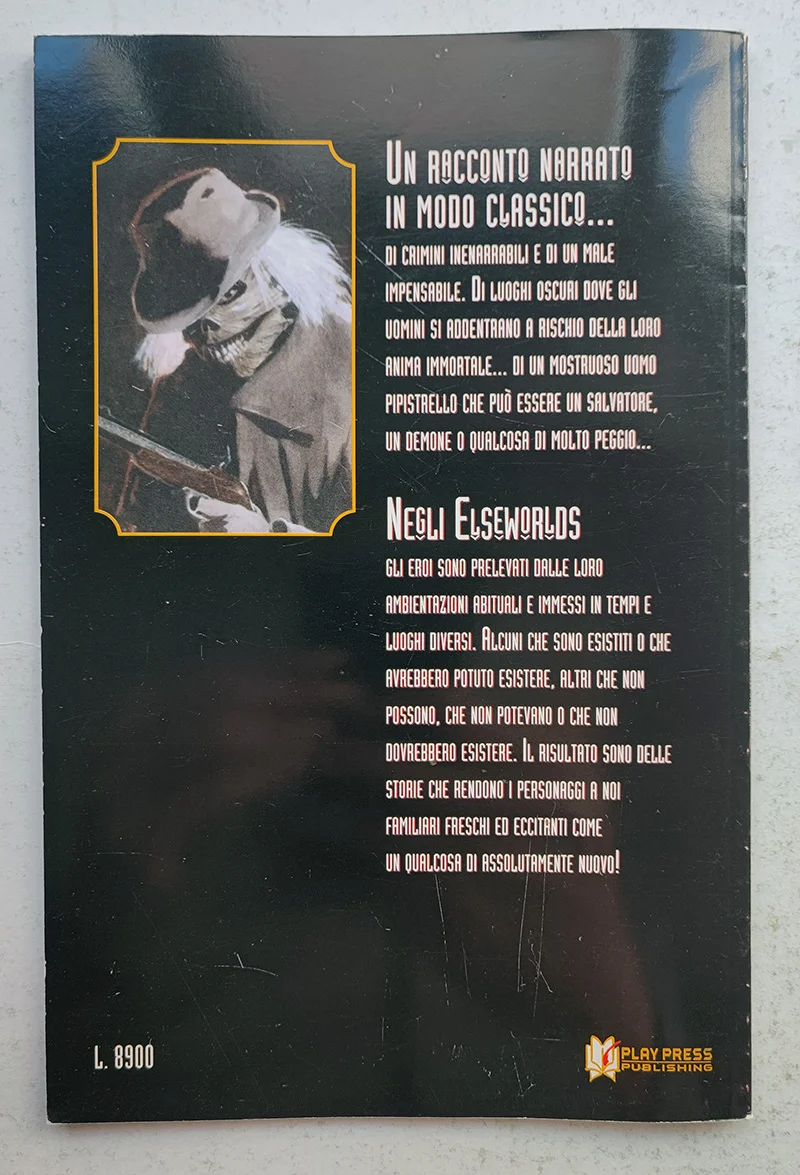 Un racconto narrato
in modo classico...
di crimini inenarrabili e di un male
impensabile. Di luoghi oscuri dove gli
uomini si addentrano a rischio della loro
anima immortale... di un mostruoso uomo
pipistrello che può essere un salvatore,
un demone o qualcosa di molto peggio...
Negli Elseworlds
gli eroi sono prelevati dalle loro
ambientazioni abituali e immessi in tempi e
luoghi diversi. Alcuni che sono esistiti o che
avrebbero potuto esistere, altri che non
possono, che non potevano o che non
dovrebbero esistere. Il risultato sono delle
storie che rendono i personaggi a noi
familiari freschi ed eccitanti come
un qualcosa di assolutamente nuovo!
L. 8900
PLAY PRESS
PUBLISHING